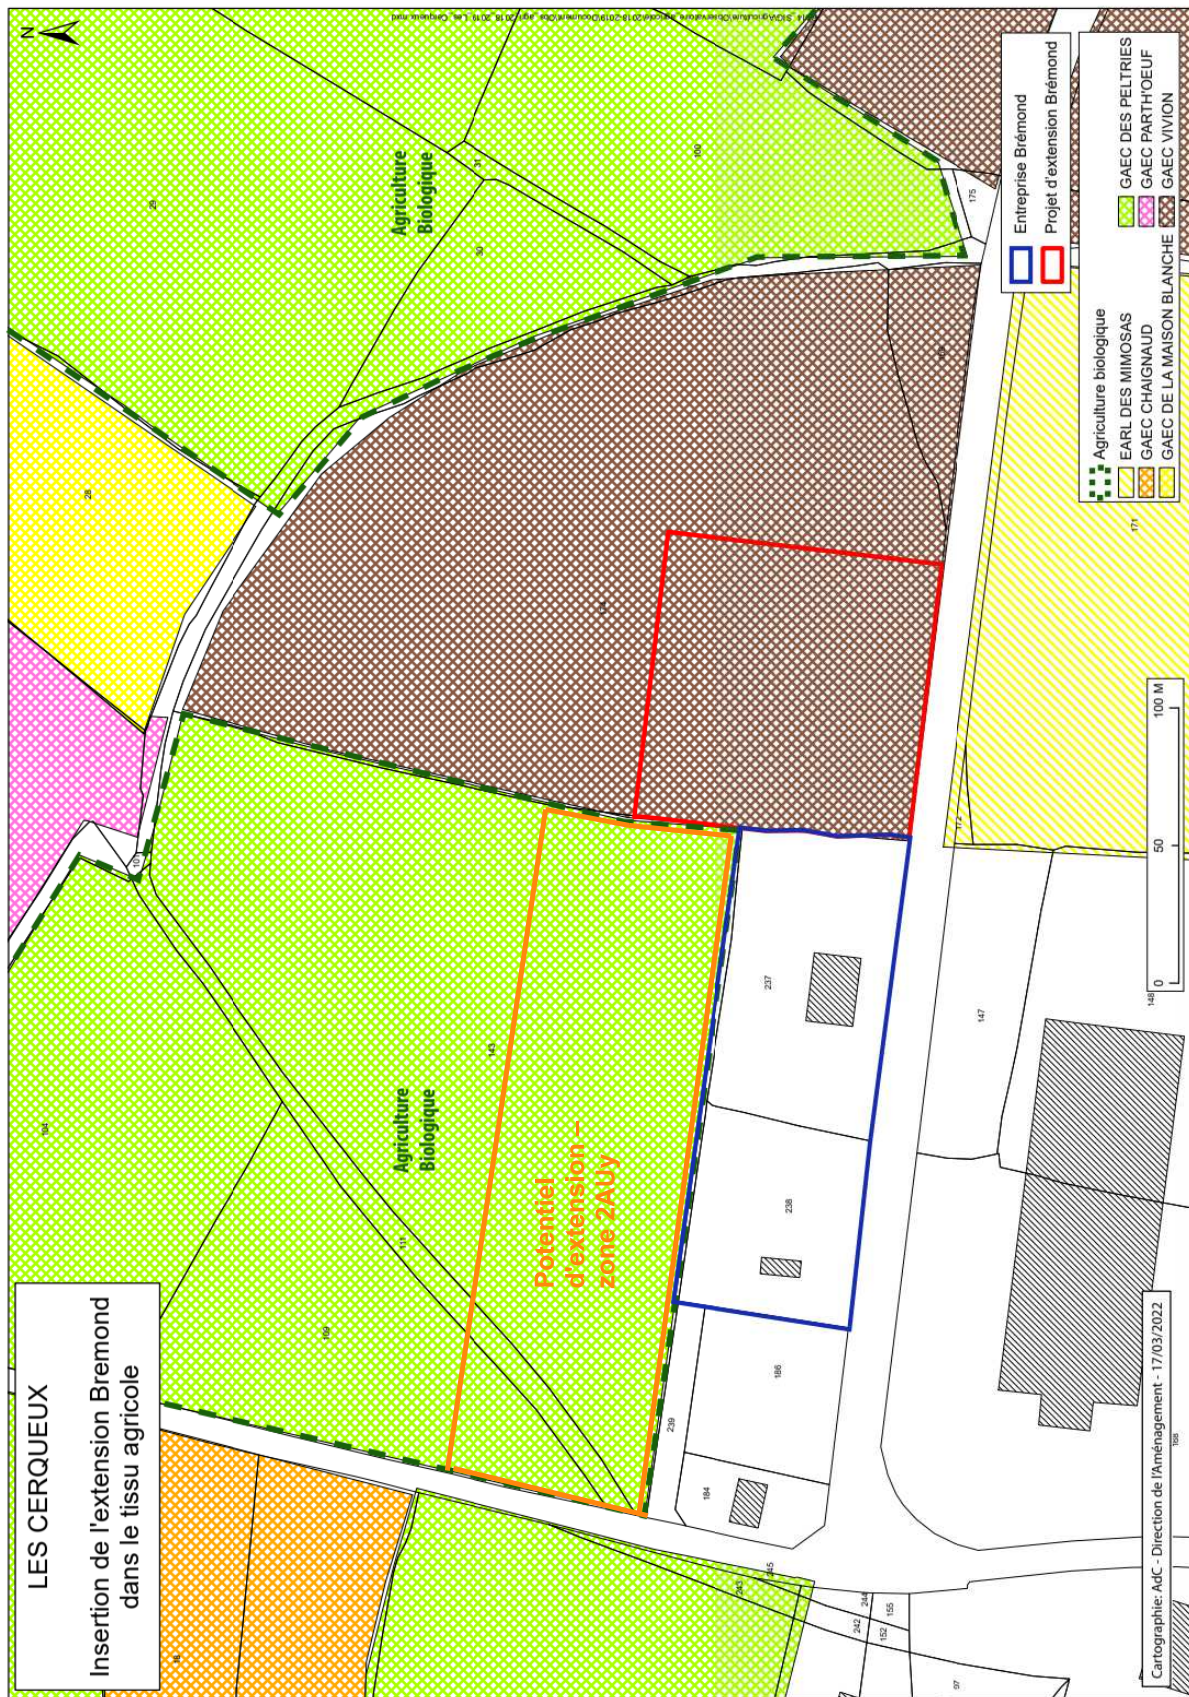 LES CERQUEUX
Insertion de l'extension Bremond
dans le tissu agricole
N
Agriculture
Biologique
Agriculture
Biologique
Potentiel
d'extension –
zone 2AUy
Entreprise Brémond
Projet d'extension Brémond
Agriculture biologique
EARL DES MIMOSAS
GAEC CHAIGNAUD
GAEC DE LA MAISON BLANCHE
GAEC DES PELTRIES
GAEC PARTH'OEUF
GAEC VIVION
0
50
100 M
Cartographie: AdC - Direction de l'Aménagement - 17/03/2022
104
109
111
143
101
28
29
30
31
100
175
171
172
147
148
168
237
238
186
184
239
18
243
245
244
242
155
152
97